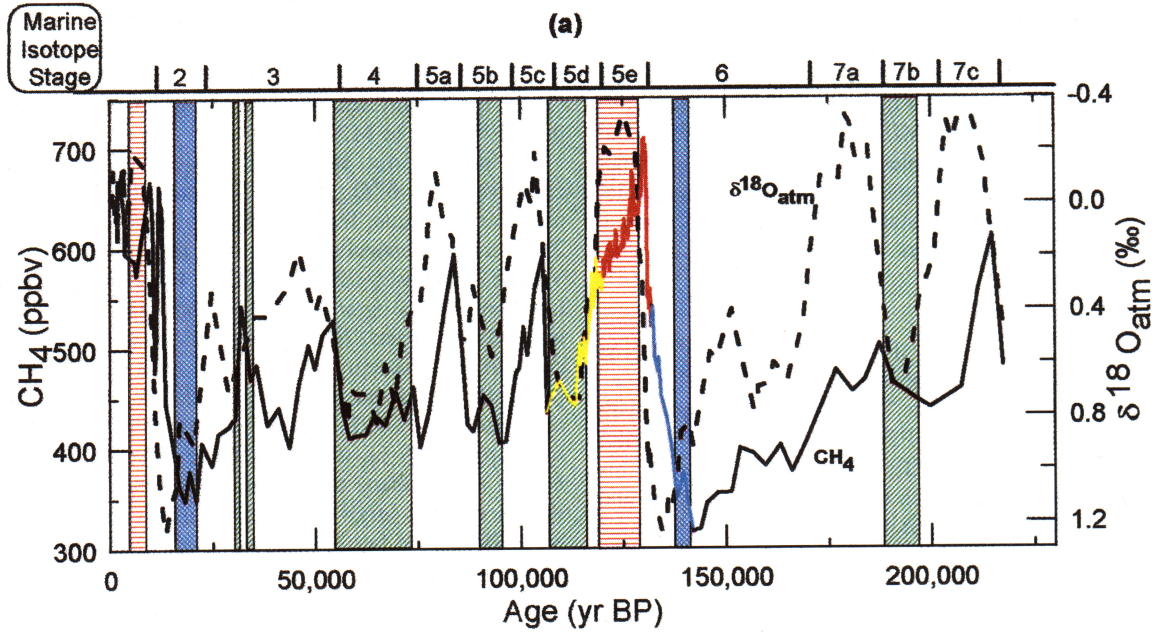 (a)
Marine
Isotope
Stage
2 3 4 5a 5b 5c 5d 5e 6 7a 7b 7c
CH4 (ppbv)
700
600
500
400
300
-0.4
0.0
0.4
0.8
1.2
δ18 Oatm (‰)
δ18Oatm
CH4
0 50,000 100,000 150,000 200,000
Age (yr BP)